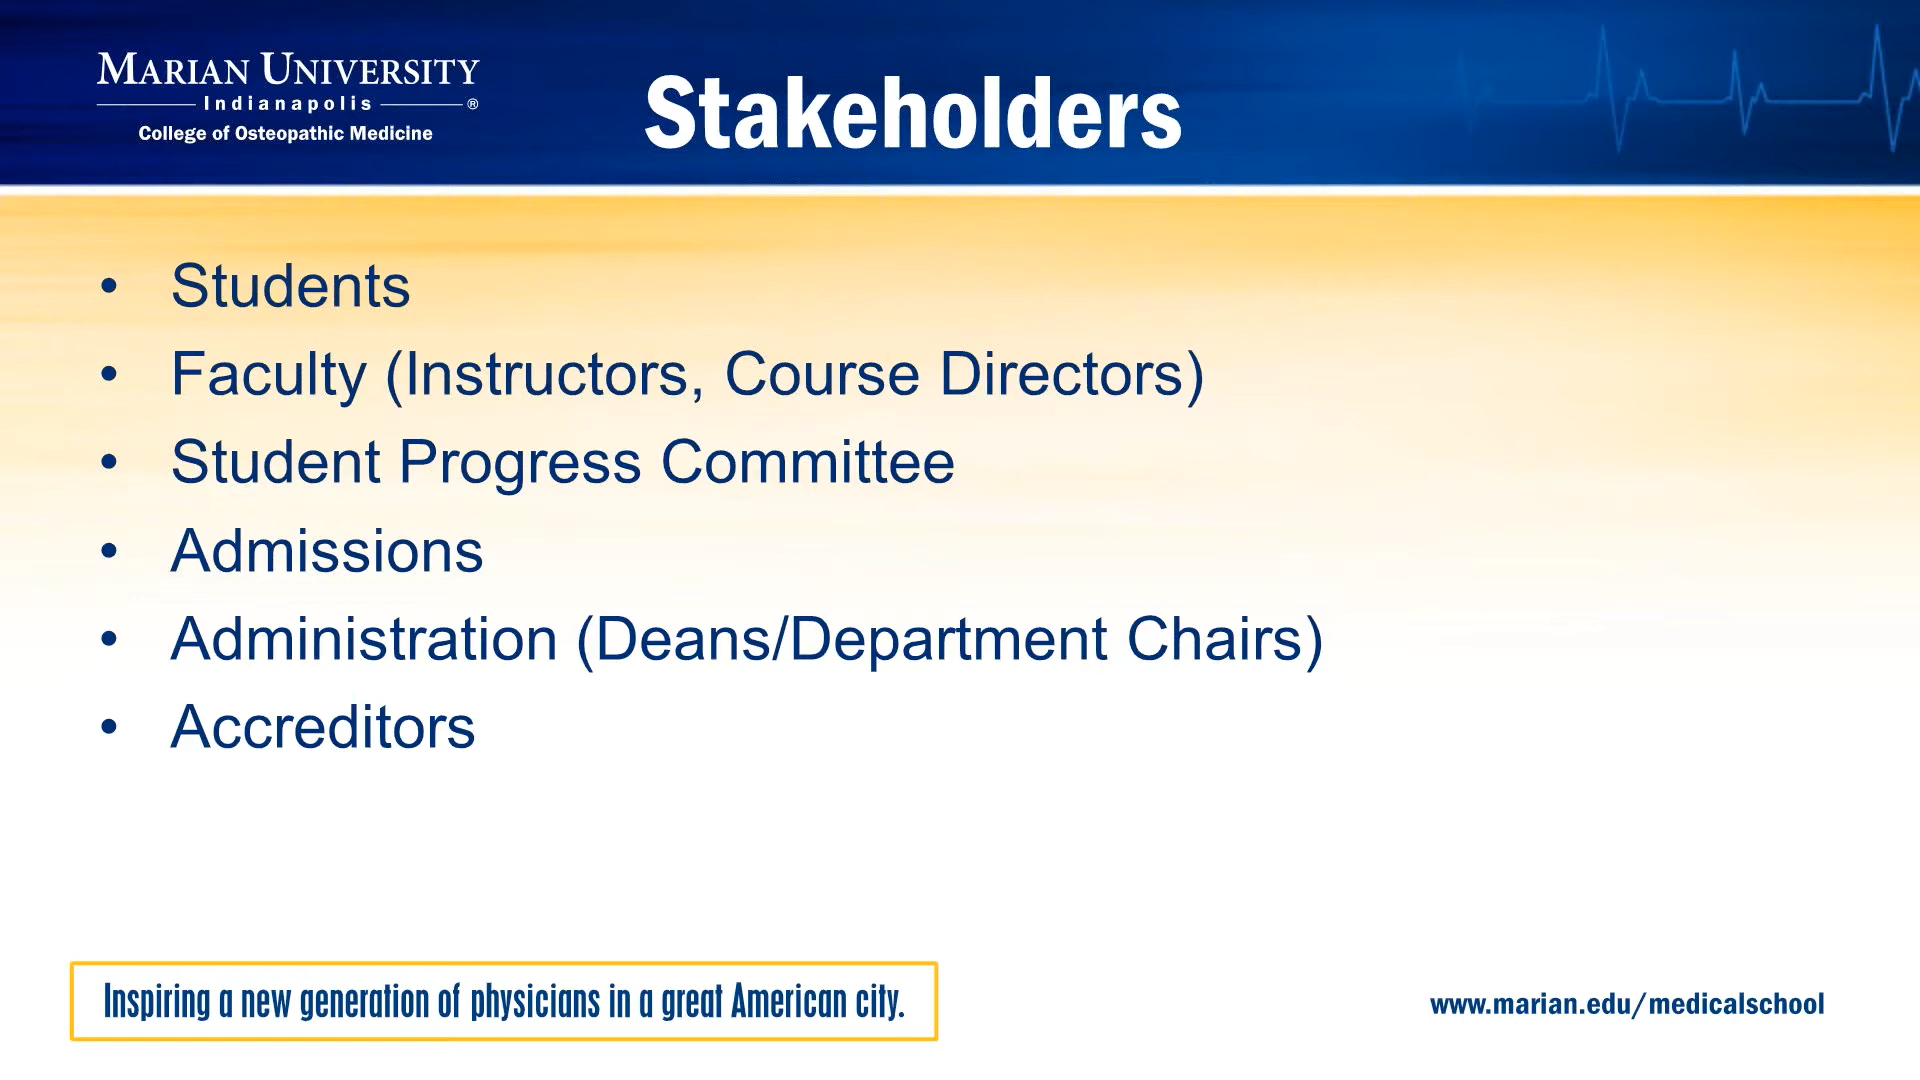 MARIAN UNIVERSITY
Indianapolis ®
College of Osteopathic Medicine
Stakeholders
• Students
• Faculty (Instructors, Course Directors)
• Student Progress Committee
• Admissions
• Administration (Deans/Department Chairs)
• Accreditors
Inspiring a new generation of physicians in a great American city.
www.marian.edu/medicalschool